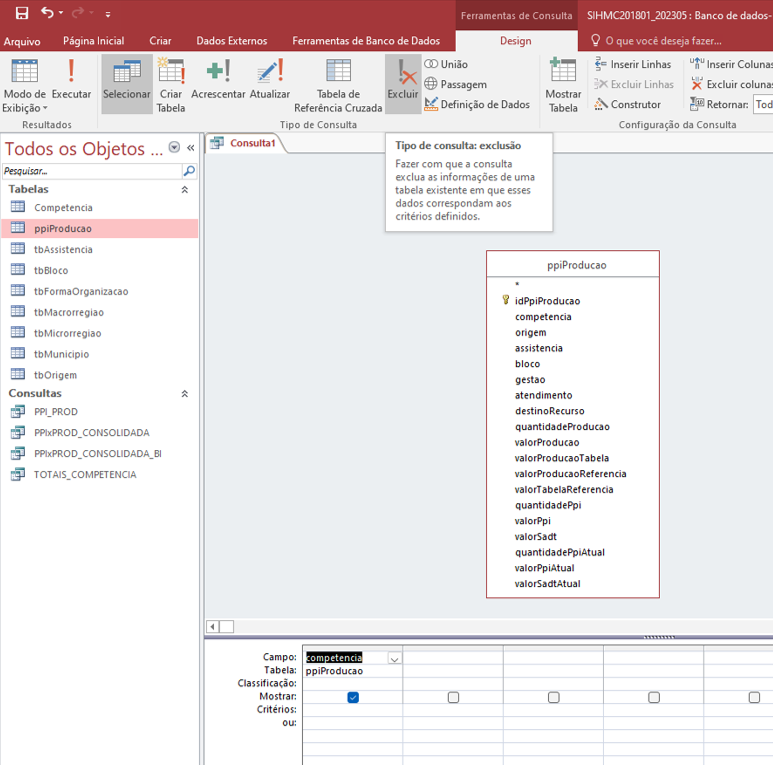 Ferramentas de Consulta
SIHMC201801_202305 : Banco de dados-
Arquivo
Página Inicial
Criar
Dados Externos
Ferramentas de Banco de Dados
Design
O que você deseja fazer...
Modo de Exibição
Executar
Resultados
Selecionar
Criar Tabela
Acrescentar
Atualizar
Tabela de Referência Cruzada
Excluir
União
Passagem
Definição de Dados
Tipo de Consulta
Mostrar Tabela
Inserir Linhas
Excluir Linhas
Construtor
Inserir Colunas
Excluir colunas
Retornar: Tod
Configuração da Consulta
Todos os Objetos ...
Pesquisar...
Tabelas
Competencia
ppiProducao
tbAssistencia
tbBloco
tbFormaOrganizacao
tbMacrorregiao
tbMicrorregiao
tbMunicipio
tbOrigem
Consultas
PPI_PROD
PPIxPROD_CONSOLIDADA
PPIxPROD_CONSOLIDADA_BI
TOTAIS_COMPETENCIA
Consulta1
Tipo de consulta: exclusão
Fazer com que a consulta
exclua as informações de uma
tabela existente em que esses
dados correspondam aos
critérios definidos.
ppiProducao
*
idPpiProducao
competencia
origem
assistencia
bloco
gestao
atendimento
destinoRecurso
quantidadeProducao
valorProducao
valorProducaoTabela
valorProducaoReferencia
valorTabelaReferencia
quantidadePpi
valorPpi
valorSadt
quantidadePpiAtual
valorPpiAtual
valorSadtAtual
Campo: competencia
Tabela: ppiProducao
Classificação:
Mostrar:
Critérios:
ou: